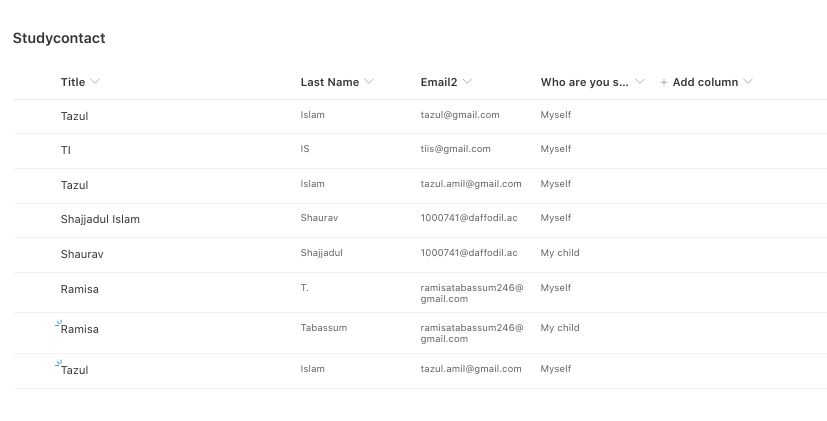 Studycontact
Title Last Name Email2 Who are you s... + Add column
Tazul Islam tazul@gmail.com Myself
TI IS tiis@gmail.com Myself
Tazul Islam tazul.amil@gmail.com Myself
Shajjadul Islam Shaurav 1000741@daffodil.ac Myself
Shaurav Shajjadul 1000741@daffodil.ac My child
Ramisa T. ramisatabassum246@ Myself
gmail.com
Ramisa Tabassum ramisatabassum246@ My child
gmail.com
Tazul Islam tazul.amil@gmail.com Myself